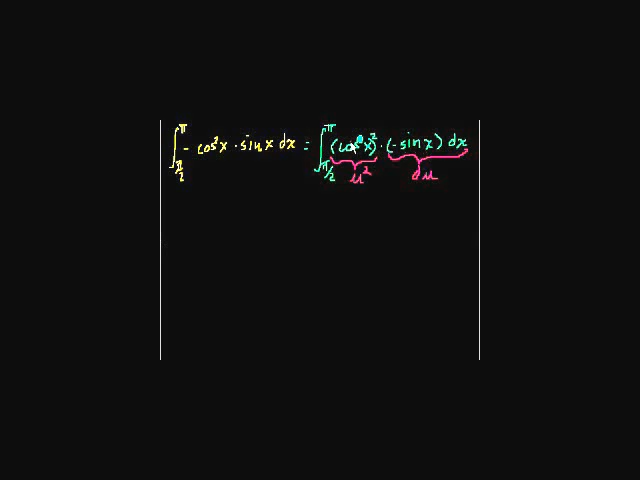 ∫_{π/2}^{π} - cos²x · sin x dx = ∫_{π/2}^{π} (cos x)² · (-sin x) dx
u² du